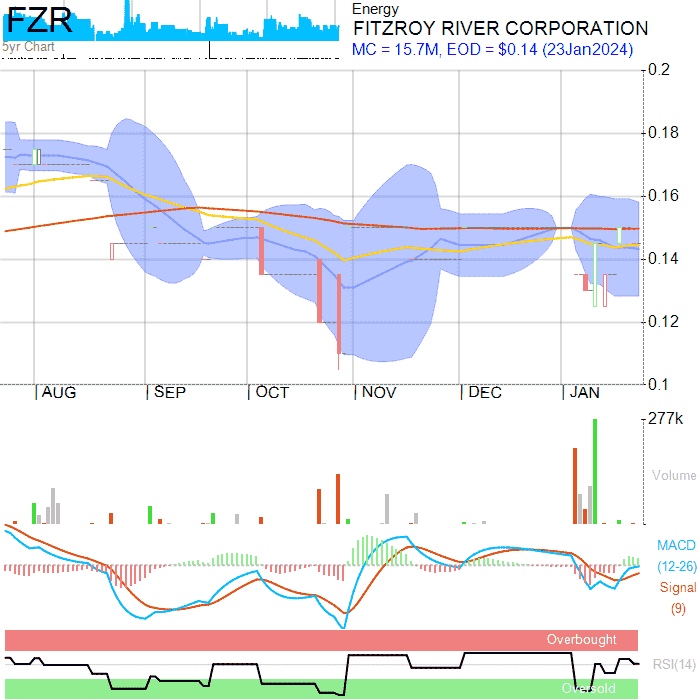 FZR
Energy
FITZROY RIVER CORPORATION
MC = 15.7M, EOD = $0.14 (23Jan2024)
5yr Chart
0.2
0.18
0.16
0.14
0.12
0.1
AUG SEP OCT NOV DEC JAN
277k
Volume
MACD
(12-26)
Signal
(9)
Overbought
RSI(14)
Oversold